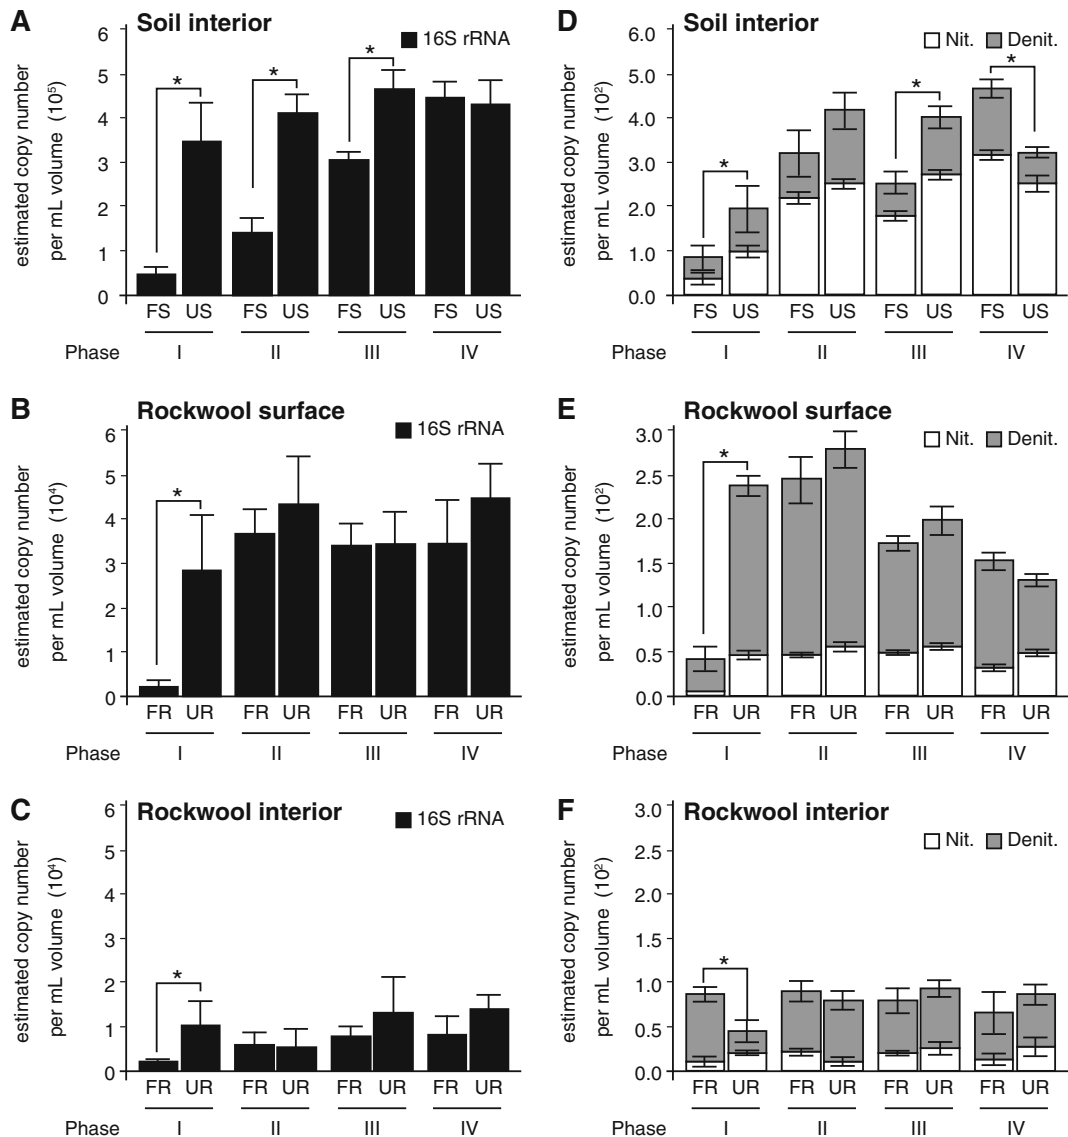 A Soil interior
16S rRNA
estimated copy number
per mL volume (10⁵)
6
5
4
3
2
1
0
*
*
*
FS US FS US FS US FS US
Phase I II III IV
D Soil interior
Nit. Denit.
estimated copy number
per mL volume (10²)
6.0
5.0
4.0
3.0
2.0
1.0
0.0
*
*
*
FS US FS US FS US FS US
Phase I II III IV
B Rockwool surface
16S rRNA
estimated copy number
per mL volume (10⁴)
6
5
4
3
2
1
0
*
FR UR FR UR FR UR FR UR
Phase I II III IV
E Rockwool surface
Nit. Denit.
estimated copy number
per mL volume (10²)
3.0
2.5
2.0
1.5
1.0
0.5
0.0
*
FR UR FR UR FR UR FR UR
Phase I II III IV
C Rockwool interior
16S rRNA
estimated copy number
per mL volume (10⁴)
6
5
4
3
2
1
0
*
FR UR FR UR FR UR FR UR
Phase I II III IV
F Rockwool interior
Nit. Denit.
estimated copy number
per mL volume (10²)
3.0
2.5
2.0
1.5
1.0
0.5
0.0
*
FR UR FR UR FR UR FR UR
Phase I II III IV